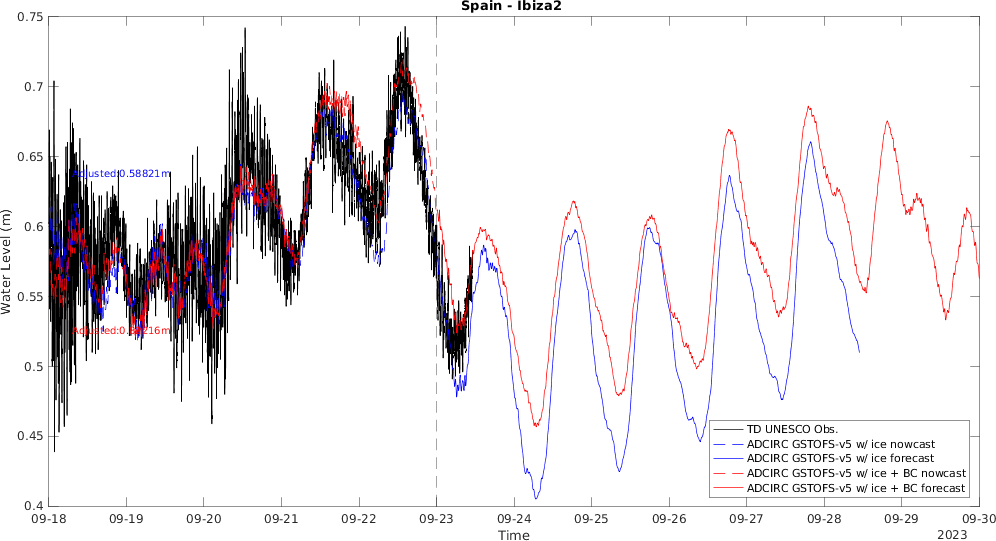 Spain - Ibiza2
0.75
0.7
0.65
0.6
0.55
0.5
0.45
0.4
Water Level (m)
Adjusted:0.58821m
TD UNESCO Obs.
ADCIRC GSTOFS-v5 w/ ice nowcast
ADCIRC GSTOFS-v5 w/ ice forecast
ADCIRC GSTOFS-v5 w/ ice + BC nowcast
ADCIRC GSTOFS-v5 w/ ice + BC forecast
09-18 09-19 09-20 09-21 09-22 09-23 09-24 09-25 09-26 09-27 09-28 09-29 09-30
Time
2023